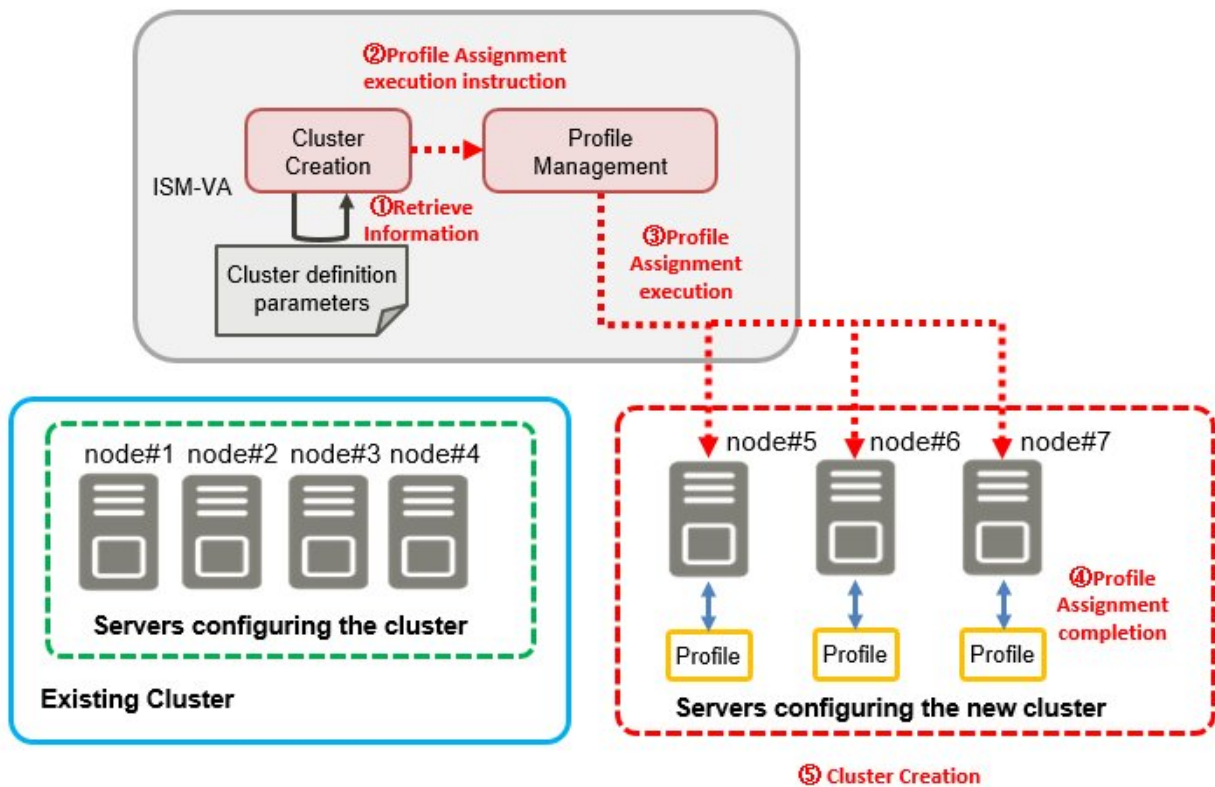 ②Profile Assignment
execution instruction
Cluster
Creation
Profile
Management
ISM-VA
①Retrieve
Information
③Profile
Assignment
execution
Cluster definition
parameters
node#1 node#2 node#3 node#4
Servers configuring the cluster
Existing Cluster
node#5 node#6 node#7
④Profile
Assignment
completion
Profile Profile Profile
Servers configuring the new cluster
⑤ Cluster Creation